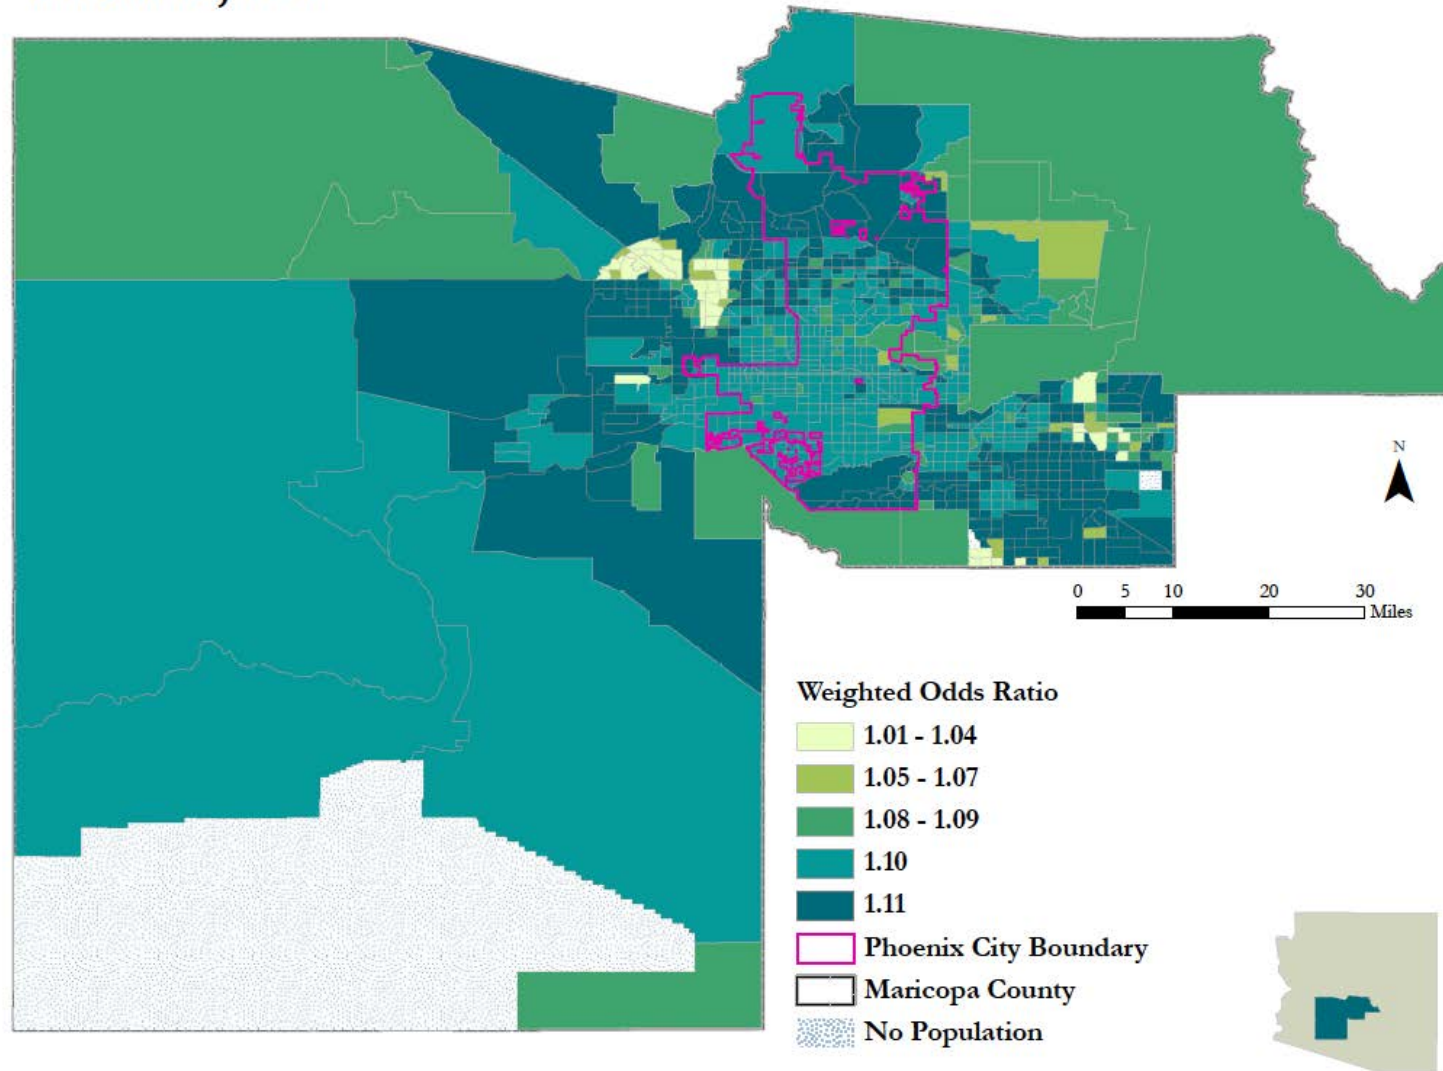 N
0 5 10 20 30
Miles
Weighted Odds Ratio
1.01 - 1.04
1.05 - 1.07
1.08 - 1.09
1.10
1.11
Phoenix City Boundary
Maricopa County
No Population